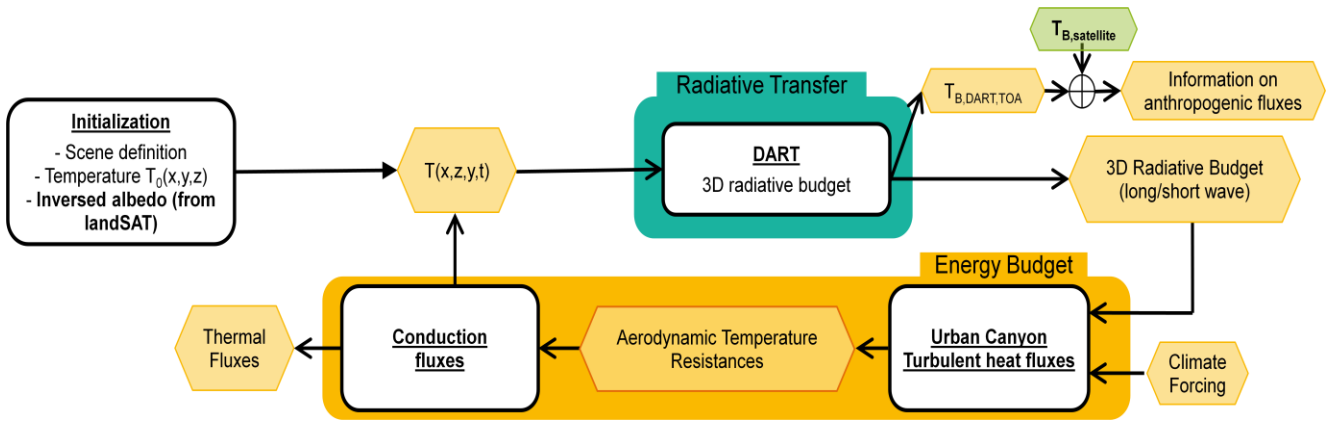 Initialization
- Scene definition
- Temperature T₀(x,y,z)
- Inversed albedo (from
landSAT)
T(x,z,y,t)
Radiative Transfer
DART
3D radiative budget
T_B,DART,TOA
T_B,satellite
Information on
anthropogenic fluxes
3D Radiative Budget
(long/short wave)
Energy Budget
Urban Canyon
Turbulent heat fluxes
Climate
Forcing
Aerodynamic Temperature
Resistances
Conduction
fluxes
Thermal
Fluxes